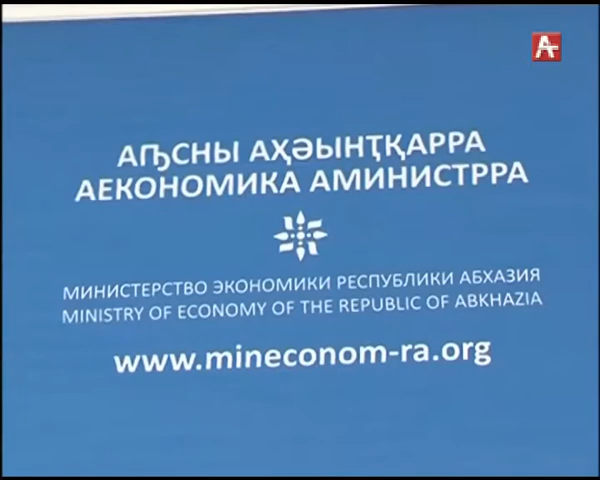 АҦСНЫ АҲӘЫНҬҚАРРА
АЕКОНОМИКА АМИНИСТРРА
МИНИСТЕРСТВО ЭКОНОМИКИ РЕСПУБЛИКИ АБХАЗИЯ
MINISTRY OF ECONOMY OF THE REPUBLIC OF ABKHAZIA
www.mineconom-ra.org